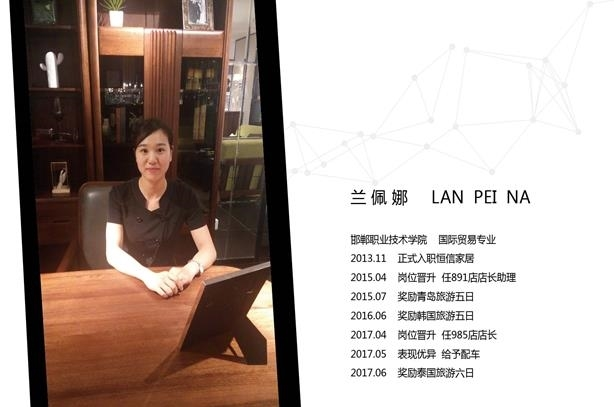 兰佩娜 LAN PEI NA
邯郸职业技术学院 国际贸易专业
2013.11 正式入职恒信家居
2015.04 岗位晋升 任891店店长助理
2015.07 奖励青岛旅游五日
2016.06 奖励韩国旅游五日
2017.04 岗位晋升 任985店店长
2017.05 表现优异 给予配车
2017.06 奖励泰国旅游六日